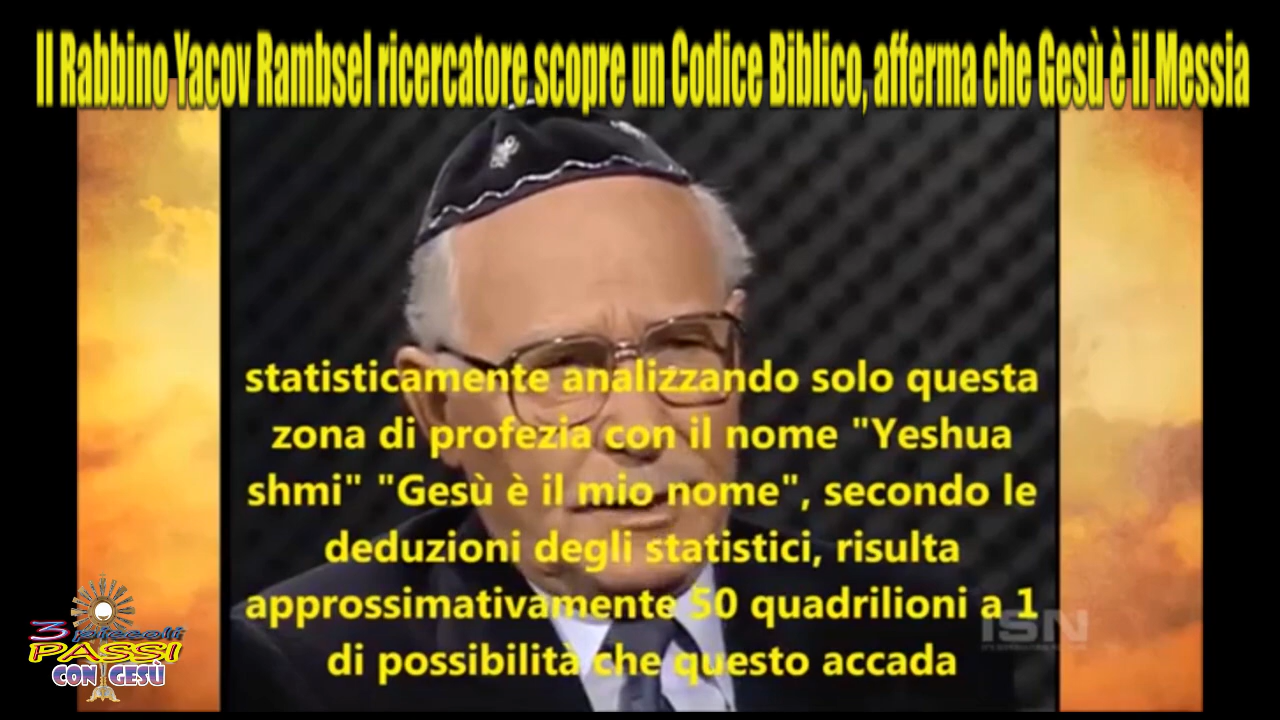 Il Rabbino Yacov Rambsel ricercatore scopre un Codice Biblico, afferma che Gesù è il Messia
statisticamente analizzando solo questa
zona di profezia con il nome "Yeshua
shmi" "Gesù è il mio nome", secondo le
deduzioni degli statistici, risulta
approssimativamente 50 quadrilioni a 1
di possibilità che questo accada
ISN
3 piccoli
PASSI
CON GESÙ